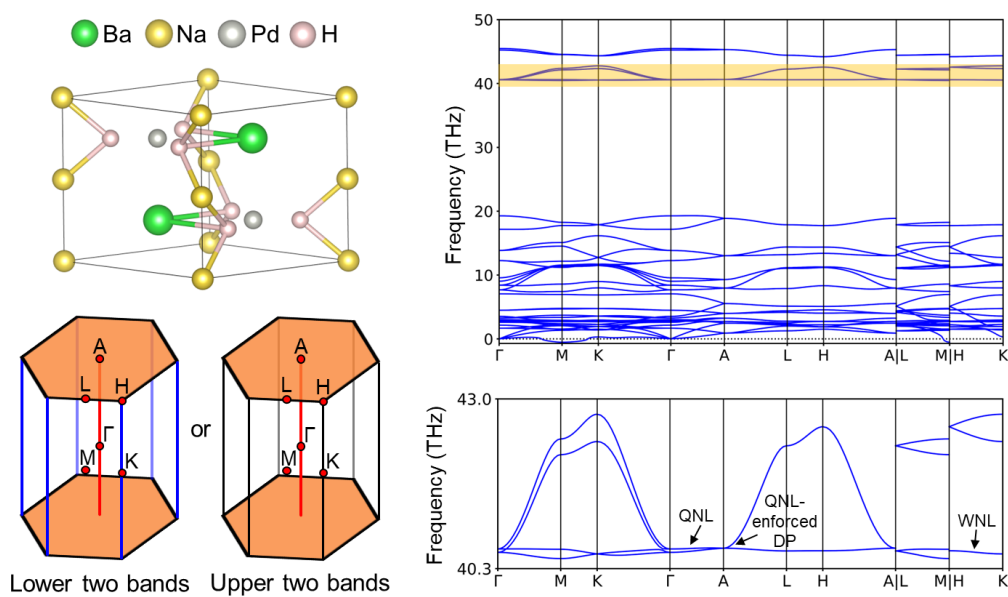 Ba Na Pd H
A
L
H
Γ
M
K
Lower two bands
or
A
L
H
Γ
M
K
Upper two bands
Frequency (THz)
50
40
30
20
10
0
Γ M K Γ A L H A|L M|H K
Frequency (THz)
43.0
40.3
QNL
QNL-
enforced
DP
WNL
Γ M K Γ A L H A|L M|H K